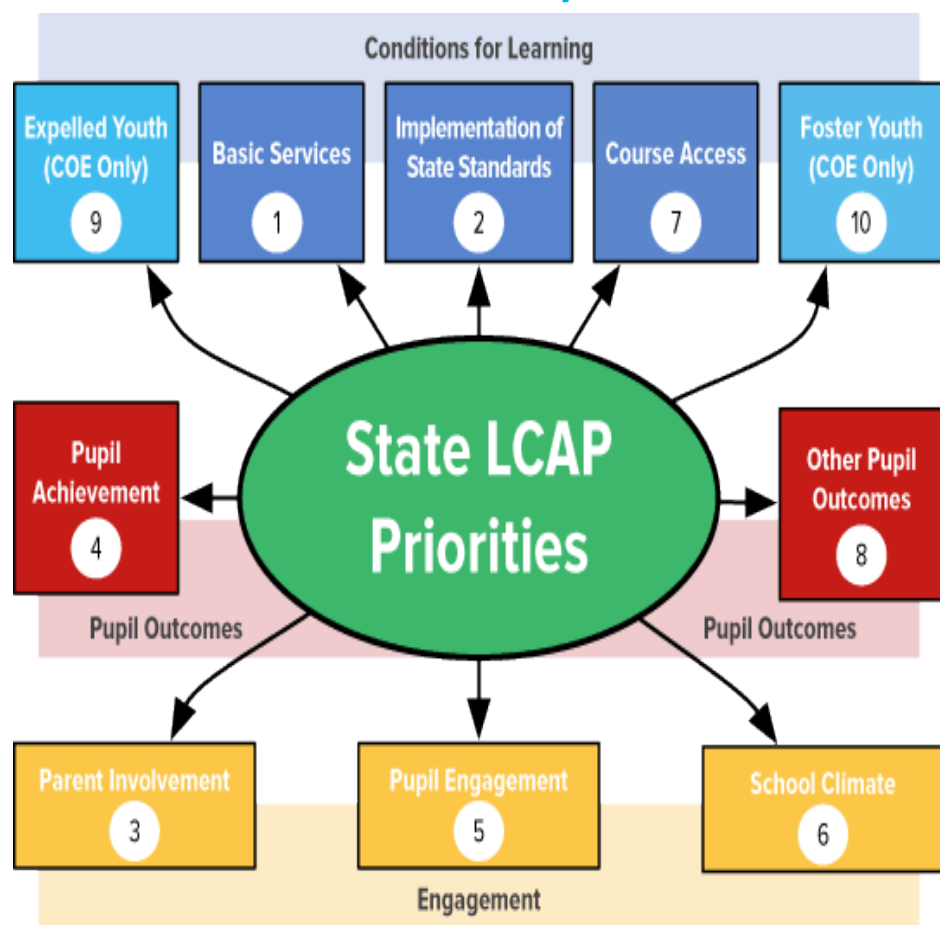 Conditions for Learning
Expelled Youth
(COE Only)
9
Basic Services
1
Implementation of
State Standards
2
Course Access
7
Foster Youth
(COE Only)
10
Pupil
Achievement
4
State LCAP
Priorities
Other Pupil
Outcomes
8
Pupil Outcomes
Pupil Outcomes
Parent Involvement
3
Pupil Engagement
5
School Climate
6
Engagement